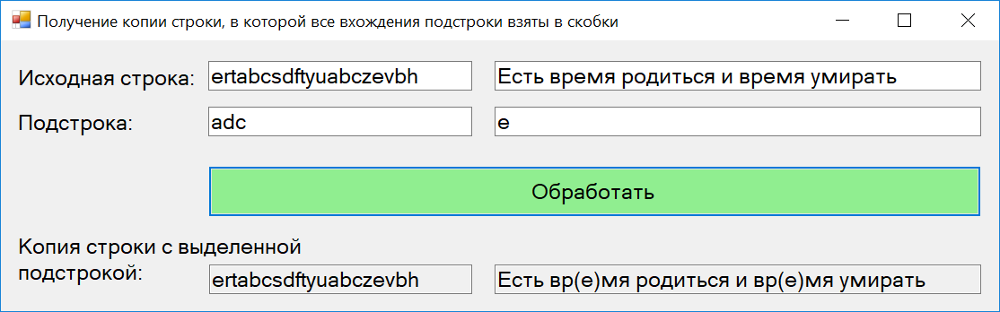 Получение копии строки, в которой все вхождения подстроки взяты в скобки
Исходная строка: ertabcsdftyuabczevbh Есть время родиться и время умирать
Подстрока: adc е
Обработать
Копия строки с выделенной
подстрокой: ertabcsdftyuabczevbh Есть вр(е)мя родиться и вр(е)мя умирать